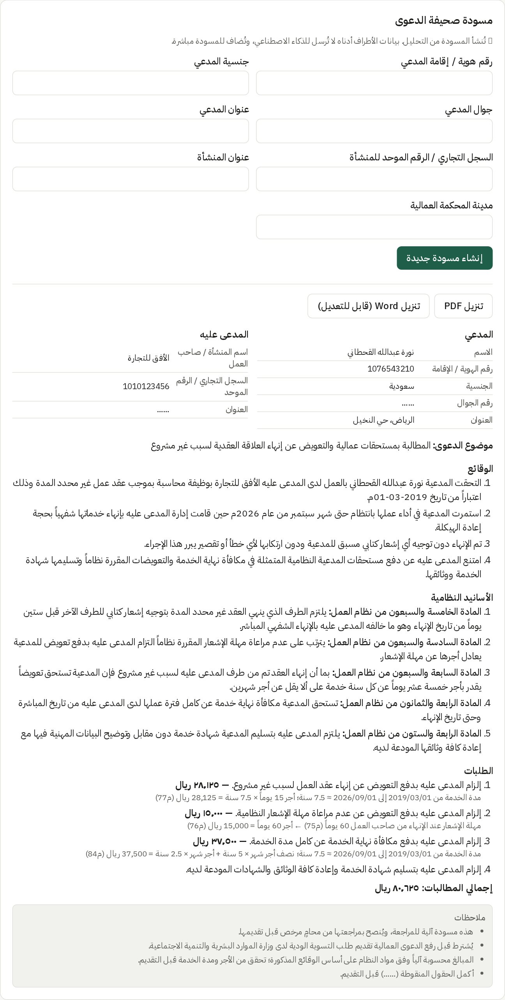 مسودة صحيفة الدعوى
تُنشأ المسودة من التحليل. بيانات الأطراف أدناه لا تُرسل للذكاء الاصطناعي، وتُضاف للمسودة مباشرة.
رقم هوية / إقامة المدعي
جنسية المدعي
جوال المدعي
عنوان المدعي
السجل التجاري / الرقم الموحد للمنشأة
عنوان المنشأة
مدينة المحكمة العمالية
إنشاء مسودة جديدة
تنزيل PDF
تنزيل Word (قابل للتعديل)
المدعي
الاسم نورة عبدالله القحطاني
رقم الهوية / الإقامة 1076543210
الجنسية سعودية
رقم الجوال ......
العنوان الرياض، حي النخيل
المدعى عليه
اسم المنشأة / صاحب
العمل
الأفق للتجارة
السجل التجاري / الرقم
الموحد
1010123456
العنوان ......
موضوع الدعوى: المطالبة بمستحقات عمالية والتعويض عن إنهاء العلاقة العقدية لسبب غير مشروع
الوقائع
1. التحقت المدعية نورة عبدالله القحطاني بالعمل لدى المدعى عليه الأفق للتجارة بوظيفة محاسبة بموجب عقد عمل غير محدد المدة وذلك
اعتباراً من تاريخ 2019-03-01م.
2. استمرت المدعية في أداء عملها بانتظام حتى شهر سبتمبر من عام 2026م حين قامت إدارة المدعى عليه بإنهاء خدماتها شفهياً بحجة
إعادة الهيكلة.
3. تم الإنهاء دون توجيه أي إشعار كتابي مسبق للمدعية ودون ارتكابها لأي خطأ أو تقصير يبرر هذا الإجراء.
4. امتنع المدعى عليه عن دفع مستحقات المدعية النظامية المتمثلة في مكافأة نهاية الخدمة والتعويضات المقررة نظاماً وتسليمها شهادة
الخدمة ووثائقها.
الأسانيد النظامية
1. المادة الخامسة والسبعون من نظام العمل: يلتزم الطرف الذي ينهي العقد غير محدد المدة بتوجيه إشعار كتابي للطرف الآخر قبل ستين
يوماً من تاريخ الإنهاء وهو ما خالفه المدعى عليه بالإنهاء الشفهي المباشر.
2. المادة السادسة والسبعون من نظام العمل: يترتب على عدم مراعاة مهلة الإشعار المقررة نظاماً التزام المدعى عليه بدفع تعويض للمدعية
يعادل أجرها عن مهلة الإشعار.
3. المادة السابعة والسبعون من نظام العمل: بما أن إنهاء العقد تم من طرف المدعى عليه لسبب غير مشروع فإن المدعية تستحق تعويضاً
يقدر بأجر خمسة عشر يوماً عن كل سنة خدمة على ألا يقل عن أجر شهرين.
4. المادة الرابعة والثمانون من نظام العمل: تستحق المدعية مكافأة نهاية خدمة عن كامل فترة عملها لدى المدعى عليه من تاريخ المباشرة
وحتى تاريخ الإنهاء.
5. المادة الرابعة والستون من نظام العمل: يلتزم المدعى عليه بتسليم المدعية شهادة خدمة دون مقابل وتوضيح البيانات المهنية فيها مع
إعادة كافة وثائقها المودعة لديه.
الطلبات
1. إلزام المدعى عليه بدفع التعويض عن إنهاء عقد العمل لسبب غير مشروع. — ٢٨٬١٢٥ ريال
مدة الخدمة من 2019/03/01 إلى 2026/09/01 ≈ 7.5 سنة؛ أجر 15 يوماً × 7.5 سنة = 28,125 ريال (م77)
2. إلزام المدعى عليه بدفع التعويض عن عدم مراعاة مهلة الإشعار النظامية. — ١٥٬٠٠٠ ريال
مهلة الإشعار عند الإنهاء من صاحب العمل 60 يوماً (م75) ← أجر 60 يوماً = 15,000 ريال (م76)
3. إلزام المدعى عليه بدفع مكافأة نهاية الخدمة عن كامل مدة الخدمة. — ٣٧٬٥٠٠ ريال
مدة الخدمة من 2019/03/01 إلى 2026/09/01 ≈ 7.5 سنة؛ نصف أجر شهر × 5 سنة + أجر شهر × 2.5 سنة = 37,500 ريال (م84)
4. إلزام المدعى عليه بتسليم شهادة الخدمة وإعادة كافة الوثائق والشهادات المودعة لديه.
إجمالي المطالبات: ٨٠٬٦٢٥ ريال
ملاحظات
• هذه مسودة آلية للمراجعة، ويُنصح بمراجعتها من محامٍ مرخص قبل تقديمها.
• يُشترط قبل رفع الدعوى العمالية تقديم طلب التسوية الودية لدى وزارة الموارد البشرية والتنمية الاجتماعية.
• المبالغ محسوبة آلياً وفق مواد النظام على أساس الوقائع المذكورة؛ تحقق من الأجر ومدة الخدمة قبل التقديم.
• أكمل الحقول المنقوطة (......) قبل التقديم.